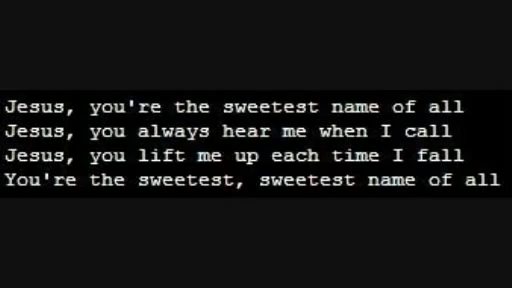 Jesus, you're the sweetest name of all
Jesus, you always hear me when I call
Jesus, you lift me up each time I fall
You're the sweetest, sweetest name of all